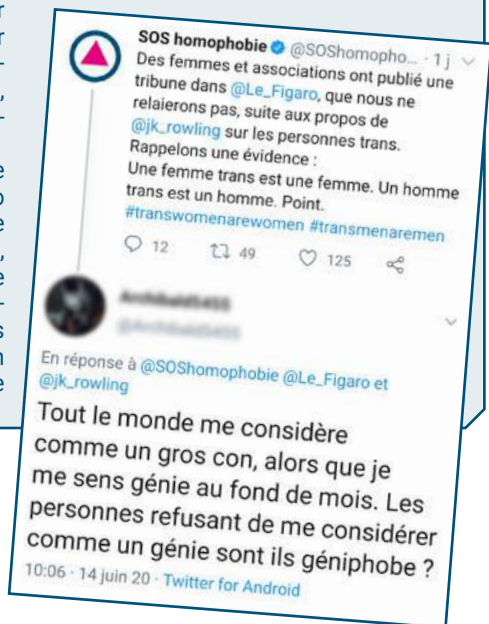 SOS homophobie @SOShomopho... · 1 j
Des femmes et associations ont publié une
tribune dans @Le_Figaro, que nous ne
relaierons pas, suite aux propos de
@jk_rowling sur les personnes trans.
Rappelons une évidence :
Une femme trans est une femme. Un homme
trans est un homme. Point.
#transwomenarewomen #transmenaremen
12 49 125
En réponse à @SOShomophobie @Le_Figaro et
@jk_rowling
Tout le monde me considère
comme un gros con, alors que je
me sens génie au fond de mois. Les
personnes refusant de me considérer
comme un génie sont ils géniphobe ?
10:06 · 14 juin 20 · Twitter for Android